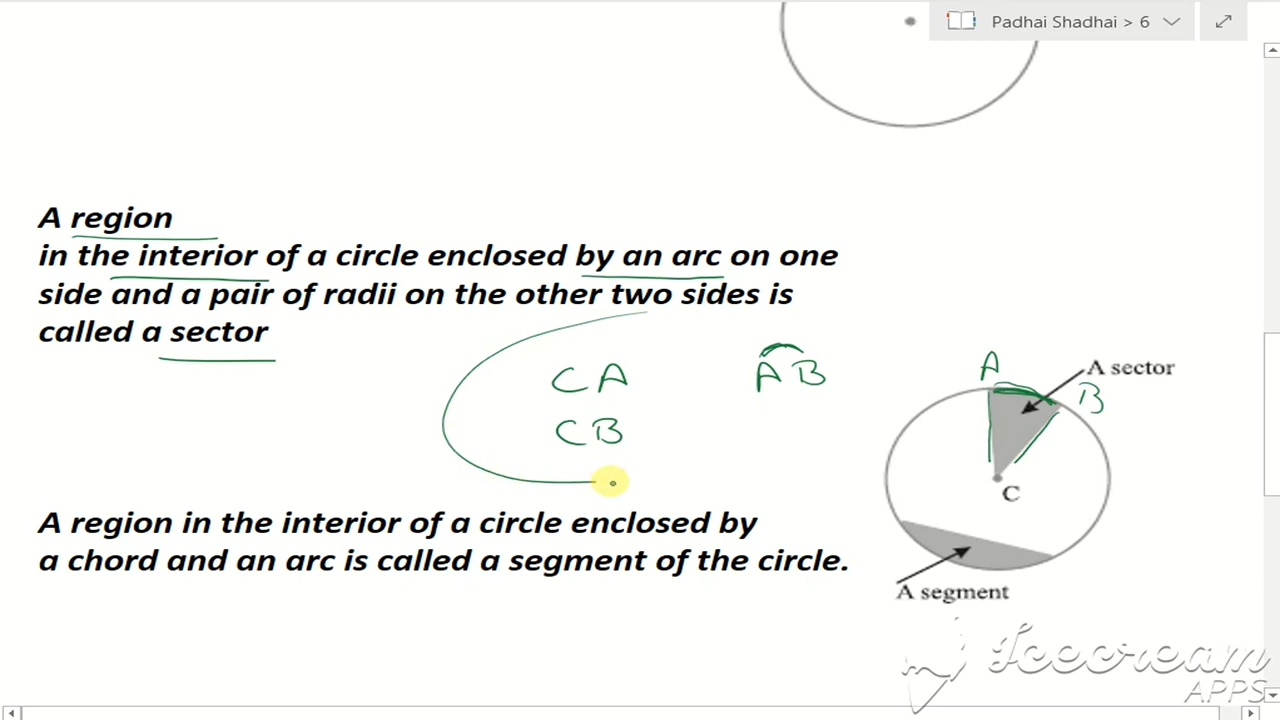 Padhai Shadhai > 6
A region
in the interior of a circle enclosed by an arc on one
side and a pair of radii on the other two sides is
called a sector
CA
AB
CB
A
A sector
B
C
A region in the interior of a circle enclosed by
a chord and an arc is called a segment of the circle.
A segment
Icecream
APPS